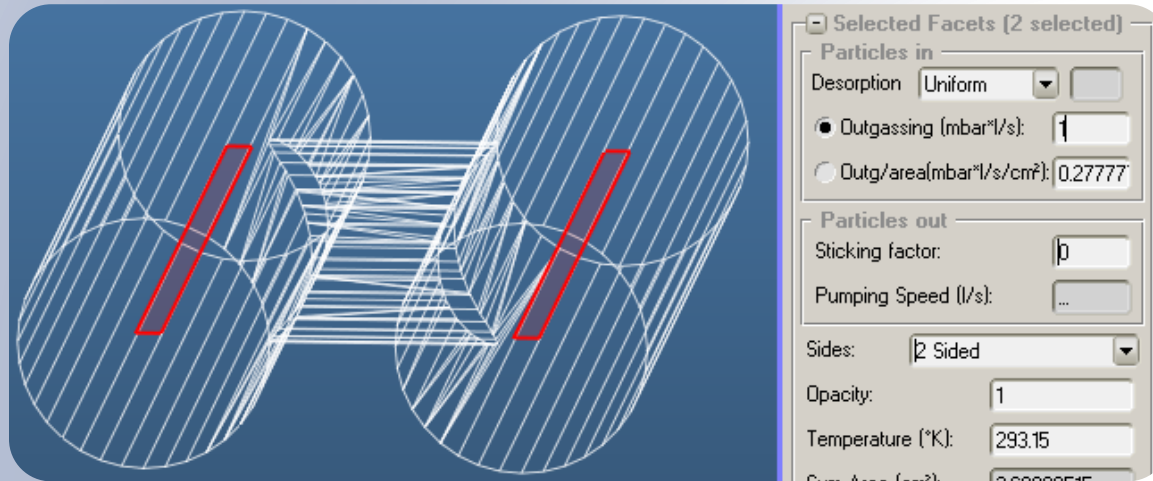 Selected Facets (2 selected)
Particles in
Desorption Uniform
Outgassing (mbar*l/s): 1
Outg/area(mbar*l/s/cm²): 0.27777
Particles out
Sticking factor: 0
Pumping Speed (l/s): ...
Sides: 2 Sided
Opacity: 1
Temperature (°K): 293.15